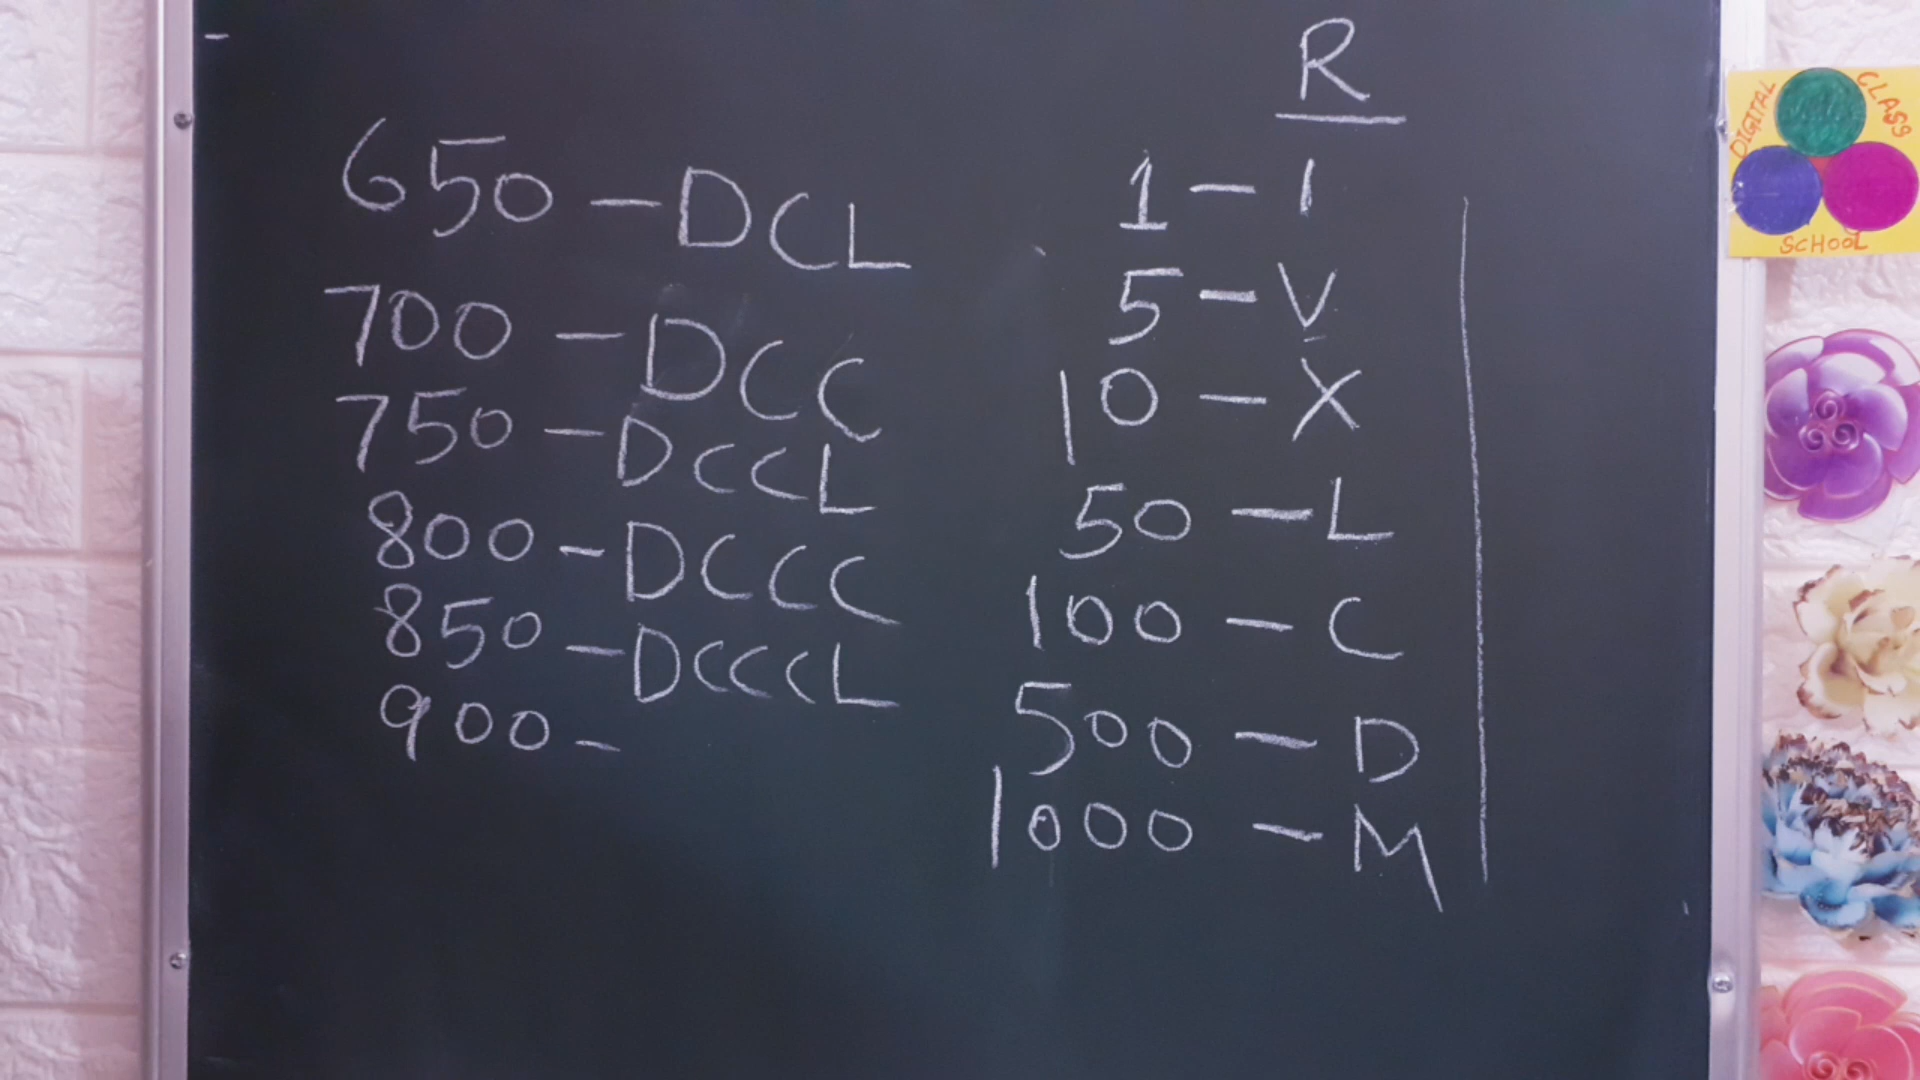 650 - DCL
700 - DCC
750 - DCCL
800 - DCCC
850 - DCCCL
900 -
R
1 - I
5 - V
10 - X
50 - L
100 - C
500 - D
1000 - M
DIGITAL CLASS
SCHOOL